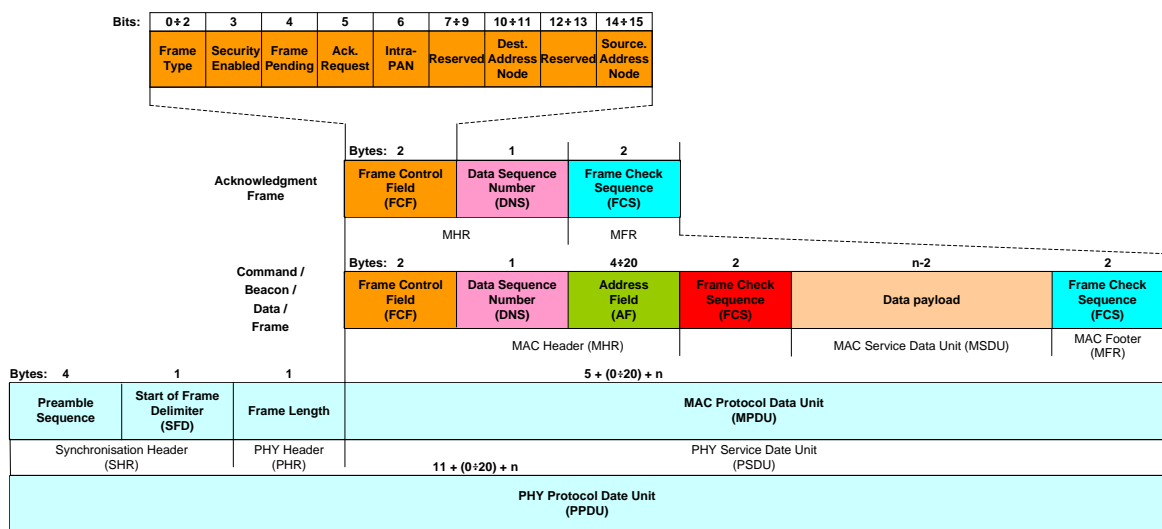 Bits: 0÷2 3 4 5 6 7÷9 10÷11 12÷13 14÷15
Frame Type
Security Enabled
Frame Pending
Ack. Request
Intra-PAN
Reserved
Dest. Address Node
Reserved
Source. Address Node
Bytes: 2 1 2
Acknowledgment
Frame
Frame Control
Field
(FCF)
Data Sequence
Number
(DNS)
Frame Check
Sequence
(FCS)
MHR
MFR
Bytes: 2 1 4÷20 2 n-2 2
Command /
Beacon /
Data /
Frame
Frame Control
Field
(FCF)
Data Sequence
Number
(DNS)
Address
Field
(AF)
Frame Check
Sequence
(FCS)
Data payload
Frame Check
Sequence
(FCS)
MAC Header (MHR)
MAC Service Data Unit (MSDU)
MAC Footer
(MFR)
Bytes: 4 1 1 5 + (0÷20) + n
Preamble
Sequence
Start of Frame
Delimiter
(SFD)
Frame Length
MAC Protocol Data Unit
(MPDU)
Synchronisation Header
(SHR)
PHY Header
(PHR)
PHY Service Date Unit
(PSDU)
11 + (0÷20) + n
PHY Protocol Date Unit
(PPDU)